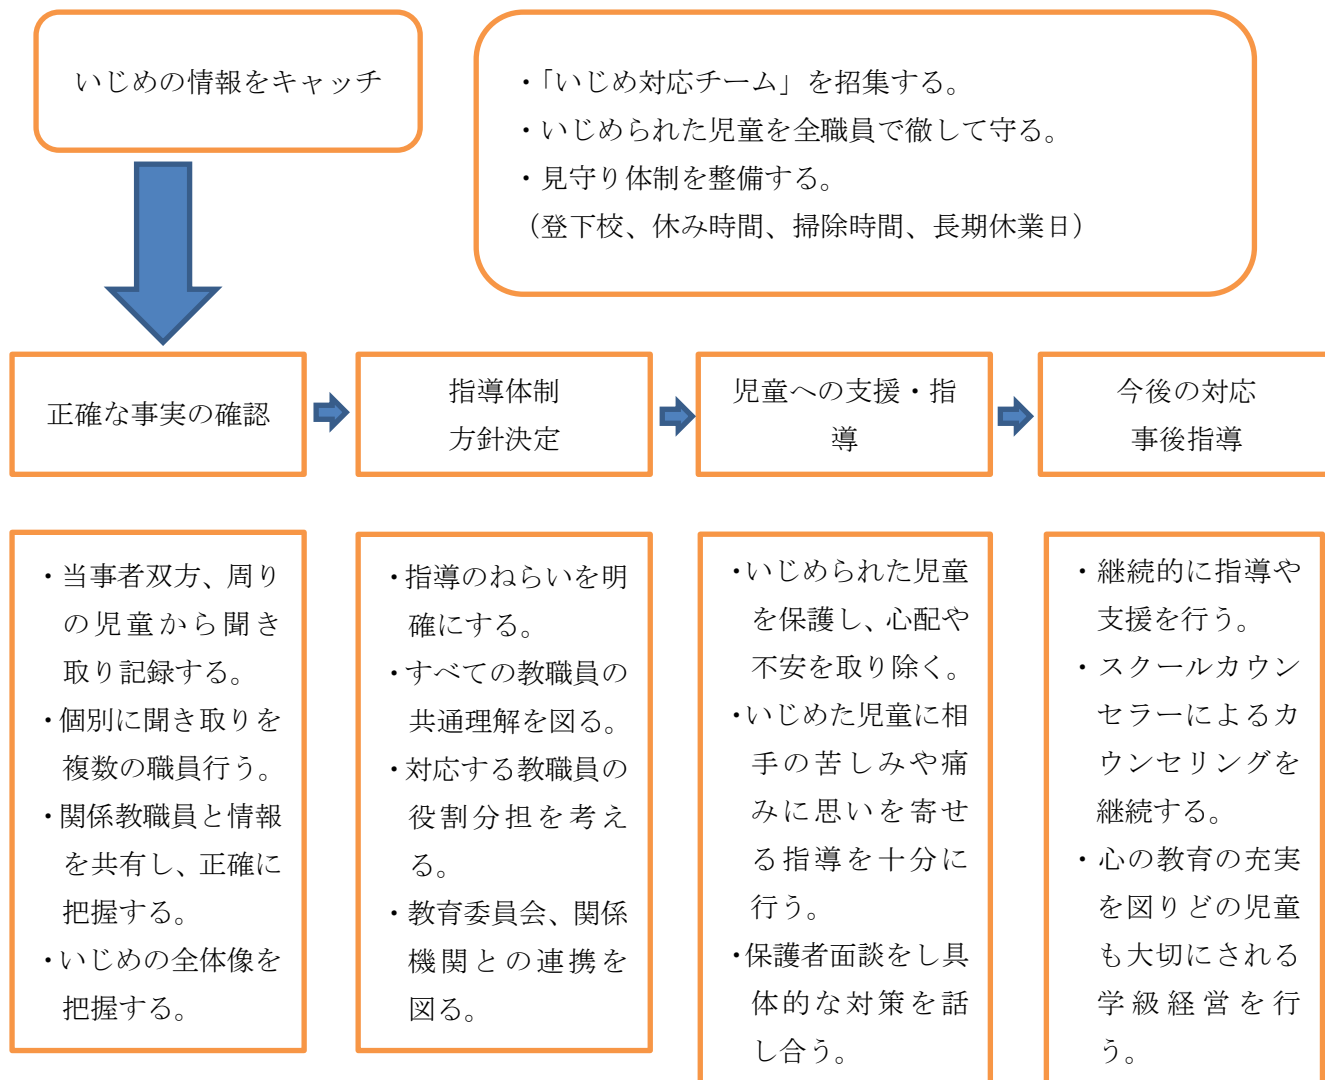 いじめの情報をキャッチ
・「いじめ対応チーム」を招集する。
・いじめられた児童を全職員で徹して守る。
・見守り体制を整備する。
（登下校、休み時間、掃除時間、長期休業日）
正確な事実の確認
指導体制
方針決定
児童への支援・指
導
今後の対応
事後指導
・当事者双方、周り
の児童から聞き
取り記録する。
・個別に聞き取りを
複数の職員行う。
・関係教職員と情報
を共有し、正確に
把握する。
・いじめの全体像を
把握する。
・指導のねらいを明
確にする。
・すべての教職員の
共通理解を図る。
・対応する教職員の
役割分担を考え
る。
・教育委員会、関係
機関との連携を
図る。
・いじめられた児童
を保護し、心配や
不安を取り除く。
・いじめた児童に相
手の苦しみや痛
みに思いを寄せ
る指導を十分に
行う。
・保護者面談をし具
体的な対策を話
し合う。
・継続的に指導や
支援を行う。
・スクールカウン
セラーによるカ
ウンセリングを
継続する。
・心の教育の充実
を図りどの児童
も大切にされる
学級経営を行
う。